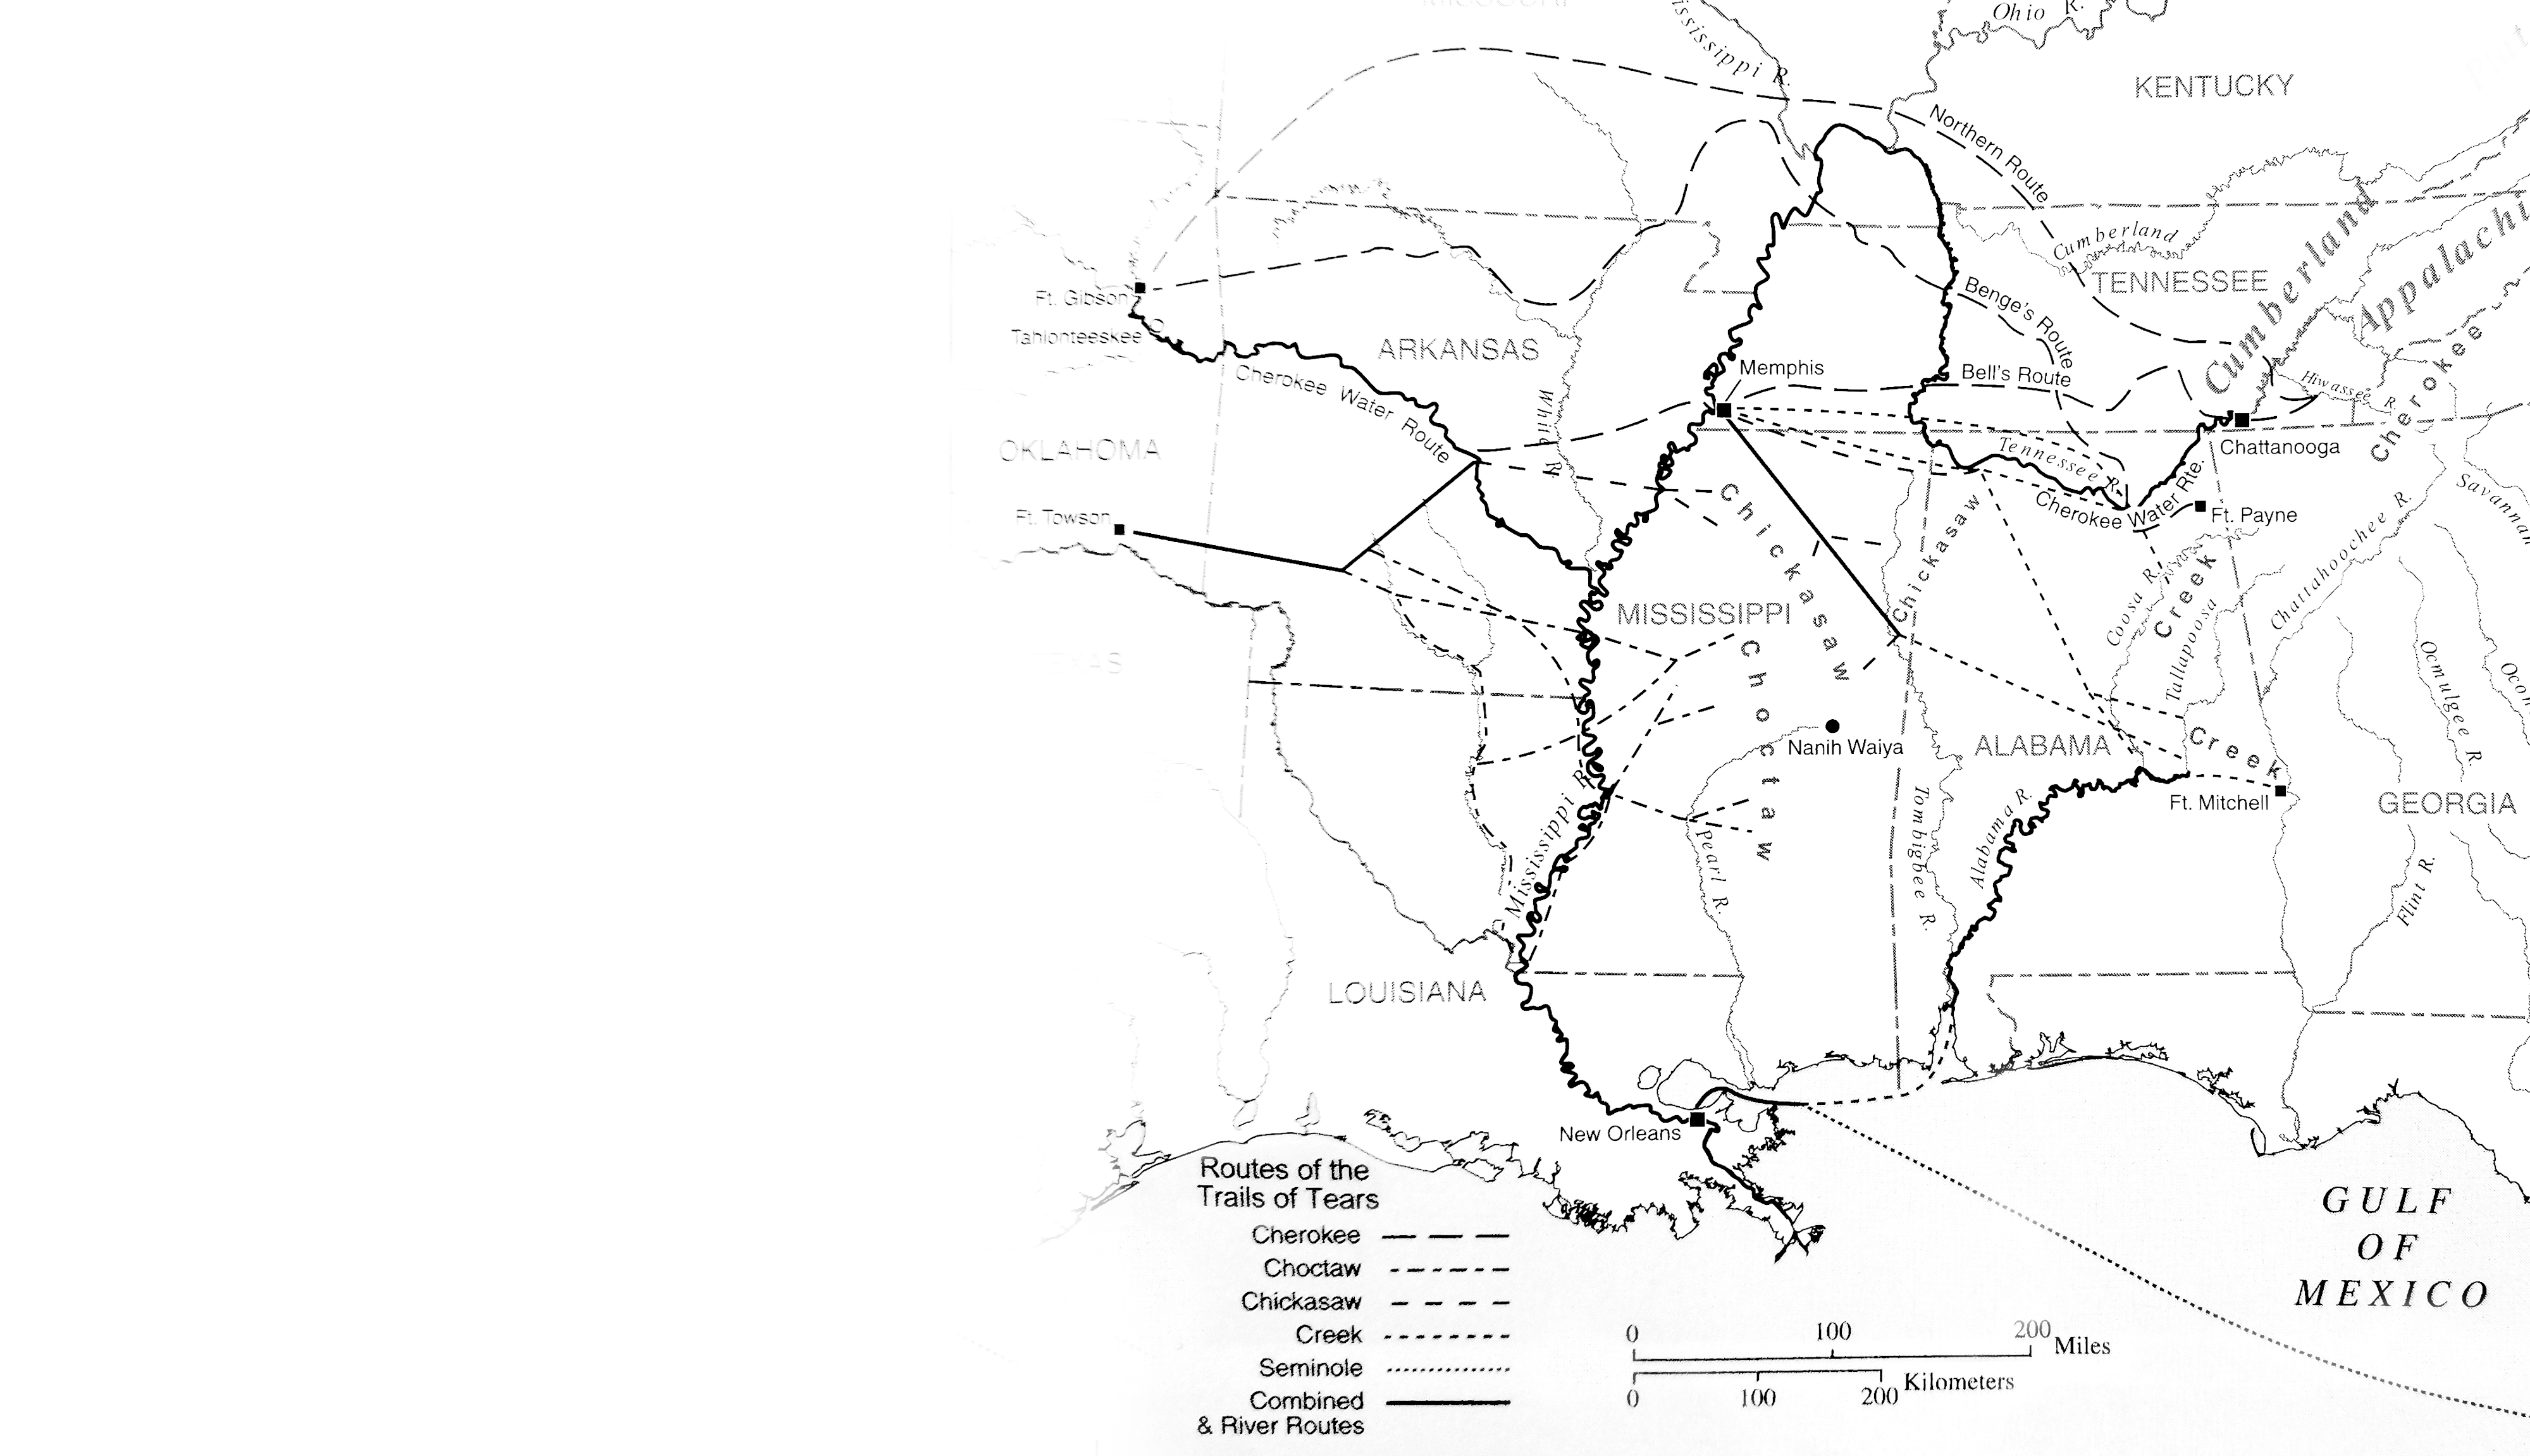 Ohio R.
ississippi R.
KENTUCKY
Northern Route
Cumberland
TENNESSEE
Cumberland
Appalachi
Benge's Route
Ft. Gibson
Tahlonteeskee
ARKANSAS
Memphis
Bell's Route
Hiwassee R.
Cherokee
Cherokee Water Route
White R.
Chattanooga
OKLAHOMA
Tennessee R.
Cherokee Water Rte.
Ft. Payne
Savannah
Ft. Towson
Chickasaw
Chickasaw
Creek
Coosa R.
Tallapoosa
Chattahoochee R.
MISSISSIPPI
Choctaw
Ocmulgee R.
Ocon
Nanih Waiya
ALABAMA
Creek
Ft. Mitchell
GEORGIA
Mississippi R.
Pearl R.
Tombigbee R.
Alabama R.
Flint R.
LOUISIANA
New Orleans
GULF
OF
MEXICO
Routes of the
Trails of Tears
Cherokee
Choctaw
Chickasaw
Creek
Seminole
Combined
& River Routes
0 100 200 Miles
0 100 200 Kilometers